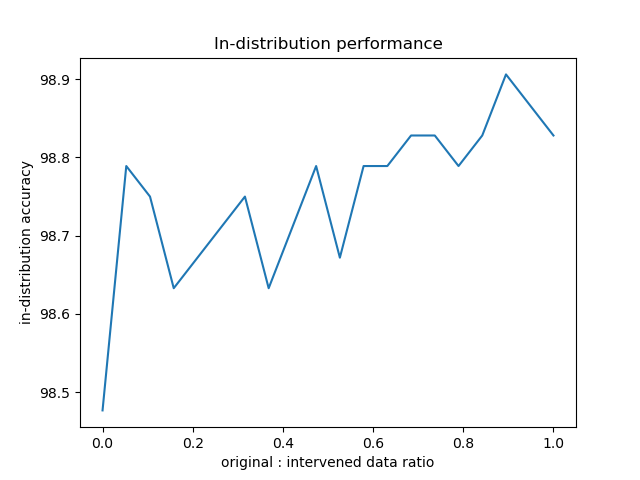 In-distribution performance
98.9
98.8
98.7
98.6
98.5
in-distribution accuracy
0.0 0.2 0.4 0.6 0.8 1.0
original : intervened data ratio